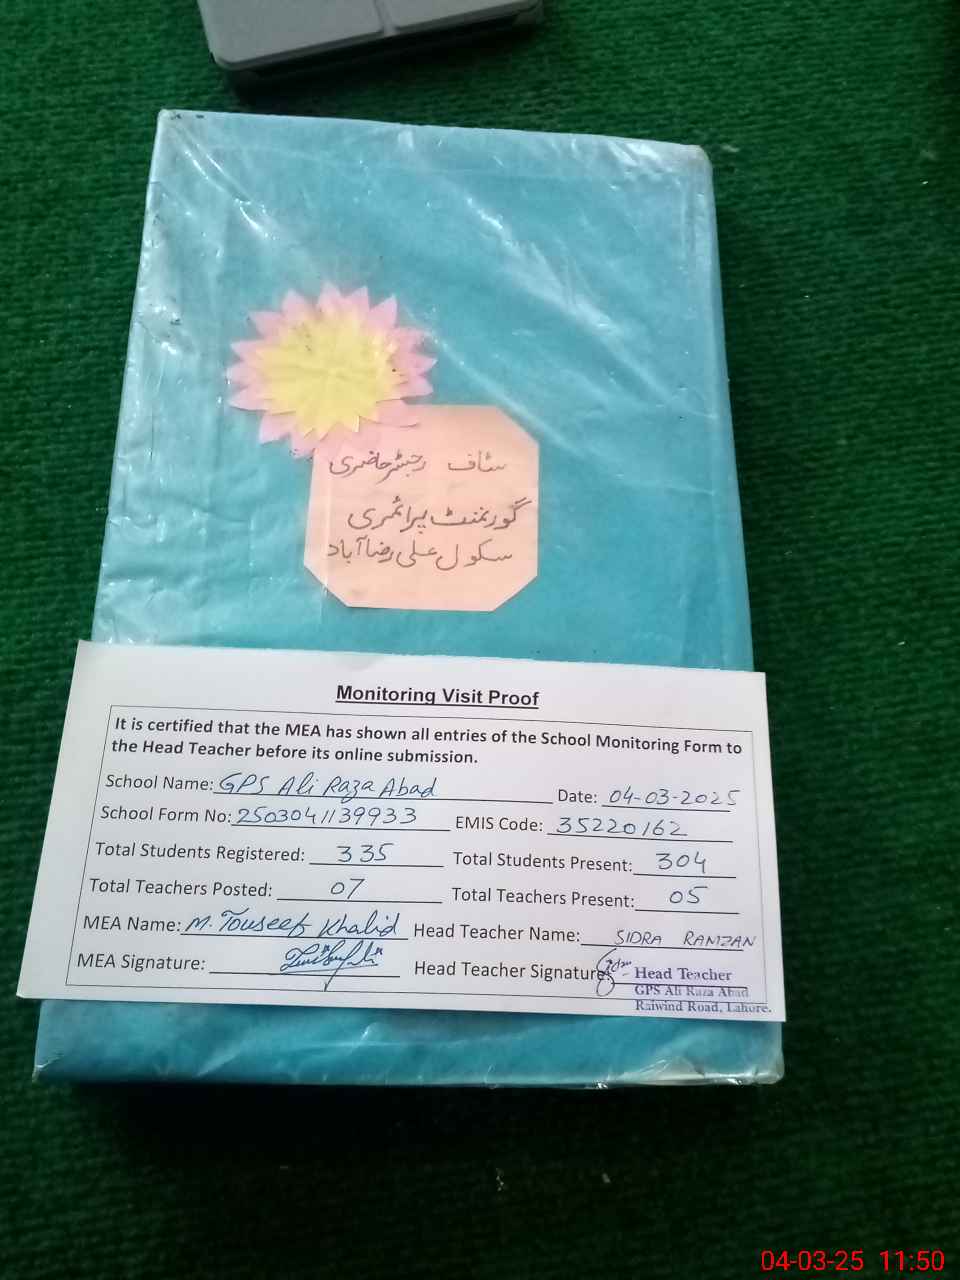 سٹاف رجسٹر حاضری
گورنمنٹ پرائمری
سکول علی رضا آباد
Monitoring Visit Proof
It is certified that the MEA has shown all entries of the School Monitoring Form to
the Head Teacher before its online submission.
School Name: GPS Ali Raza Abad Date: 04-03-2025
School Form No: 2503041139933 EMIS Code: 35220162
Total Students Registered: 335 Total Students Present: 304
Total Teachers Posted: 07 Total Teachers Present: 05
MEA Name: M. Touseef Khalid Head Teacher Name: SIDRA RAMZAN
MEA Signature: Head Teacher Signature:
Head Teacher
GPS Ali Raza Abad
Raiwind Road, Lahore.
04-03-25 11:50